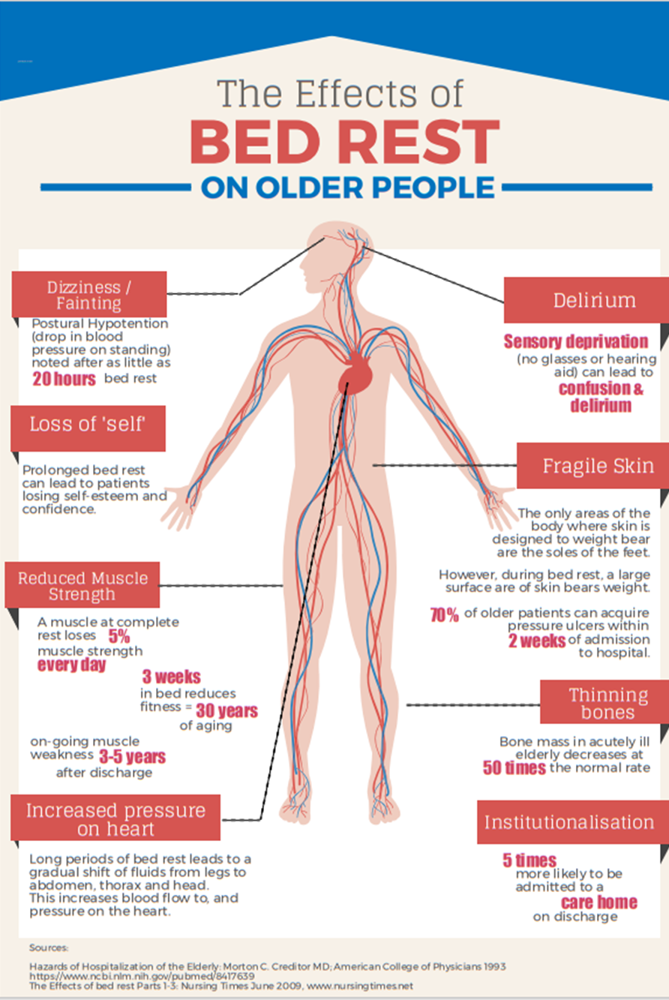 The Effects of
BED REST
ON OLDER PEOPLE
Dizziness /
Fainting
Postural Hypotention
(drop in blood
pressure on standing)
noted after as little as
20 hours bed rest
Loss of 'self'
Prolonged bed rest
can lead to patients
losing self-esteem and
confidence.
Reduced Muscle
Strength
A muscle at complete
rest loses 5%
muscle strength
every day
3 weeks
in bed reduces
fitness = 30 years
of aging
on-going muscle
weakness 3-5 years
after discharge
Increased pressure
on heart
Long periods of bed rest leads to a
gradual shift of fluids from legs to
abdomen, thorax and head.
This increases blood flow to, and
pressure on the heart.
Delirium
Sensory deprivation
(no glasses or hearing
aid) can lead to
confusion &
delirium
Fragile Skin
The only areas of the
body where skin is
designed to weight bear
are the soles of the feet.
However, during bed rest, a large
surface are of skin bears weight.
70% of older patients can acquire
pressure ulcers within
2 weeks of admission
to hospital.
Thinning
bones
Bone mass in acutely ill
elderly decreases at
50 times the normal rate
Institutionalisation
5 times
more likely to be
admitted to a
care home
on discharge
Sources:
Hazards of Hospitalization of the Elderly: Morton C. Creditor MD; American College of Physicians 1993
https://www.ncbi.nlm.nih.gov/pubmed/8417639
The Effects of bed rest Parts 1-3: Nursing Times June 2009, www.nursingtimes.net